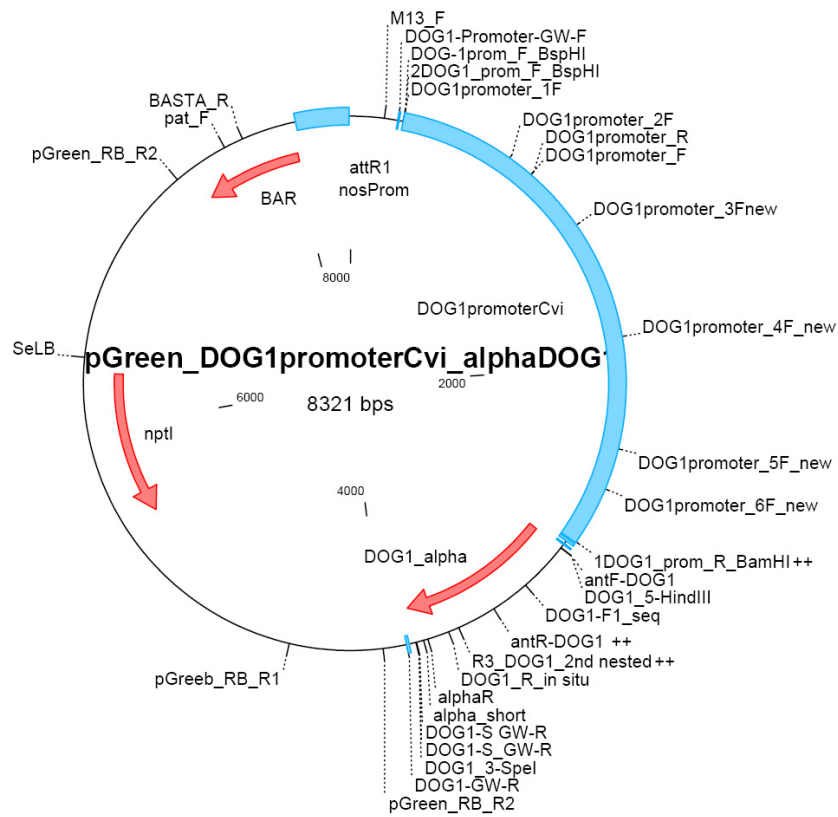 M13_F
DOG1-Promoter-GW-F
DOG-1prom_F_BspHI
2DOG1_prom_F_BspHI
DOG1promoter_1F
BASTA_R
pat_F
pGreen_RB_R2
DOG1promoter_2F
DOG1promoter_R
DOG1promoter_F
attR1
nosProm
BAR
DOG1promoter_3Fnew
8000
DOG1promoterCvi
DOG1promoter_4F_new
SeLB
pGreen_DOG1promoterCvi_alphaDOG1
2000
6000
8321 bps
nptI
DOG1promoter_5F_new
4000
DOG1promoter_6F_new
DOG1_alpha
1DOG1_prom_R_BamHI ++
antF-DOG1
DOG1_5-HindIII
DOG1-F1_seq
antR-DOG1 ++
R3_DOG1_2nd nested ++
DOG1_R_in situ
pGreeb_RB_R1
alphaR
alpha_short
DOG1-S GW-R
DOG1-S_GW-R
DOG1_3-SpeI
DOG1-GW-R
pGreen_RB_R2